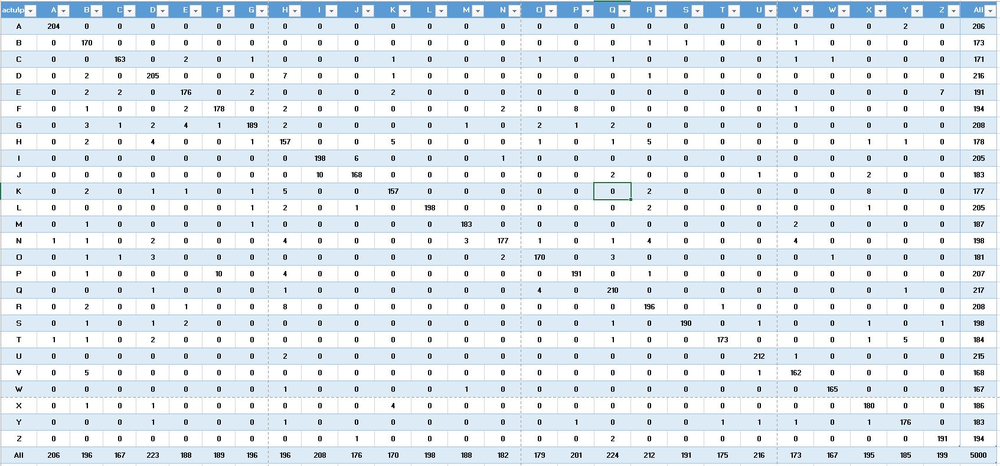 actu\p A B C D E F G H I L J K L M N O P Q R S T U V W X Y Z All
A 204 0 0 0 0 0 0 0 0 0 0 0 0 0 0 0 0 0 0 0 0 0 0 0 2 0 206
B 0 170 0 0 0 0 0 0 0 0 0 0 0 0 0 0 0 1 1 0 0 1 0 0 0 0 173
C 0 0 163 0 2 0 1 0 0 0 1 0 0 0 1 0 1 0 0 0 0 1 1 0 0 0 171
D 0 2 0 205 0 0 0 7 0 0 1 0 0 0 0 0 0 1 0 0 0 0 0 0 0 0 216
E 0 2 2 0 176 0 2 0 0 0 2 0 0 0 0 0 0 0 0 0 0 0 0 0 0 7 191
F 0 1 0 0 2 178 0 2 0 0 0 0 0 2 0 8 0 0 0 0 0 1 0 0 0 0 194
G 0 3 1 2 4 1 189 2 0 0 0 0 1 0 2 1 2 0 0 0 0 0 0 0 0 0 208
H 0 2 0 4 0 0 1 157 0 0 5 0 0 0 1 0 1 5 0 0 0 0 0 1 1 0 178
I 0 0 0 0 0 0 0 0 198 6 0 0 0 1 0 0 0 0 0 0 0 0 0 0 0 0 205
J 0 0 0 0 0 0 0 0 10 168 0 0 0 0 0 0 2 0 0 0 1 0 0 2 0 0 183
K 0 2 0 1 1 0 1 5 0 0 157 0 0 0 0 0 0 2 0 0 0 0 0 8 0 0 177
L 0 0 0 0 0 0 1 2 0 1 0 198 0 0 0 0 0 2 0 0 0 0 0 1 0 0 205
M 0 1 0 0 0 0 1 0 0 0 0 0 183 0 0 0 0 0 0 0 0 2 0 0 0 0 187
N 1 1 0 2 0 0 0 4 0 0 0 0 3 177 1 0 1 4 0 0 0 4 0 0 0 0 198
O 0 1 1 3 0 0 0 0 0 0 0 0 0 2 170 0 3 0 0 0 0 0 1 0 0 0 181
P 0 1 0 0 0 10 0 4 0 0 0 0 0 0 0 191 0 1 0 0 0 0 0 0 0 0 207
Q 0 0 0 1 0 0 0 1 0 0 0 0 0 0 4 0 210 0 0 0 0 0 0 0 1 0 217
R 0 2 0 0 1 0 0 8 0 0 0 0 0 0 0 0 0 196 0 1 0 0 0 0 0 0 208
S 0 1 0 1 2 0 0 0 0 0 0 0 0 0 0 0 1 0 190 0 1 0 0 1 0 1 198
T 1 1 0 2 0 0 0 0 0 0 0 0 0 0 0 0 1 0 0 173 0 0 0 1 5 0 184
U 0 0 0 0 0 0 0 2 0 0 0 0 0 0 0 0 0 0 0 0 212 1 0 0 0 0 215
V 0 5 0 0 0 0 0 0 0 0 0 0 0 0 0 0 0 0 0 0 1 162 0 0 0 0 168
W 0 0 0 0 0 0 0 1 0 0 0 0 1 0 0 0 0 0 0 0 0 0 165 0 0 0 167
X 0 1 0 1 0 0 0 0 0 0 4 0 0 0 0 0 0 0 0 0 0 0 0 180 0 0 186
Y 0 0 0 1 0 0 0 1 0 0 0 0 0 0 0 1 0 0 0 1 1 1 0 1 176 0 183
Z 0 0 0 0 0 0 0 0 0 1 0 0 0 0 0 0 2 0 0 0 0 0 0 0 0 191 194
All 206 196 167 223 188 189 196 196 208 176 170 198 188 182 179 201 224 212 191 175 216 173 167 195 185 199 5000